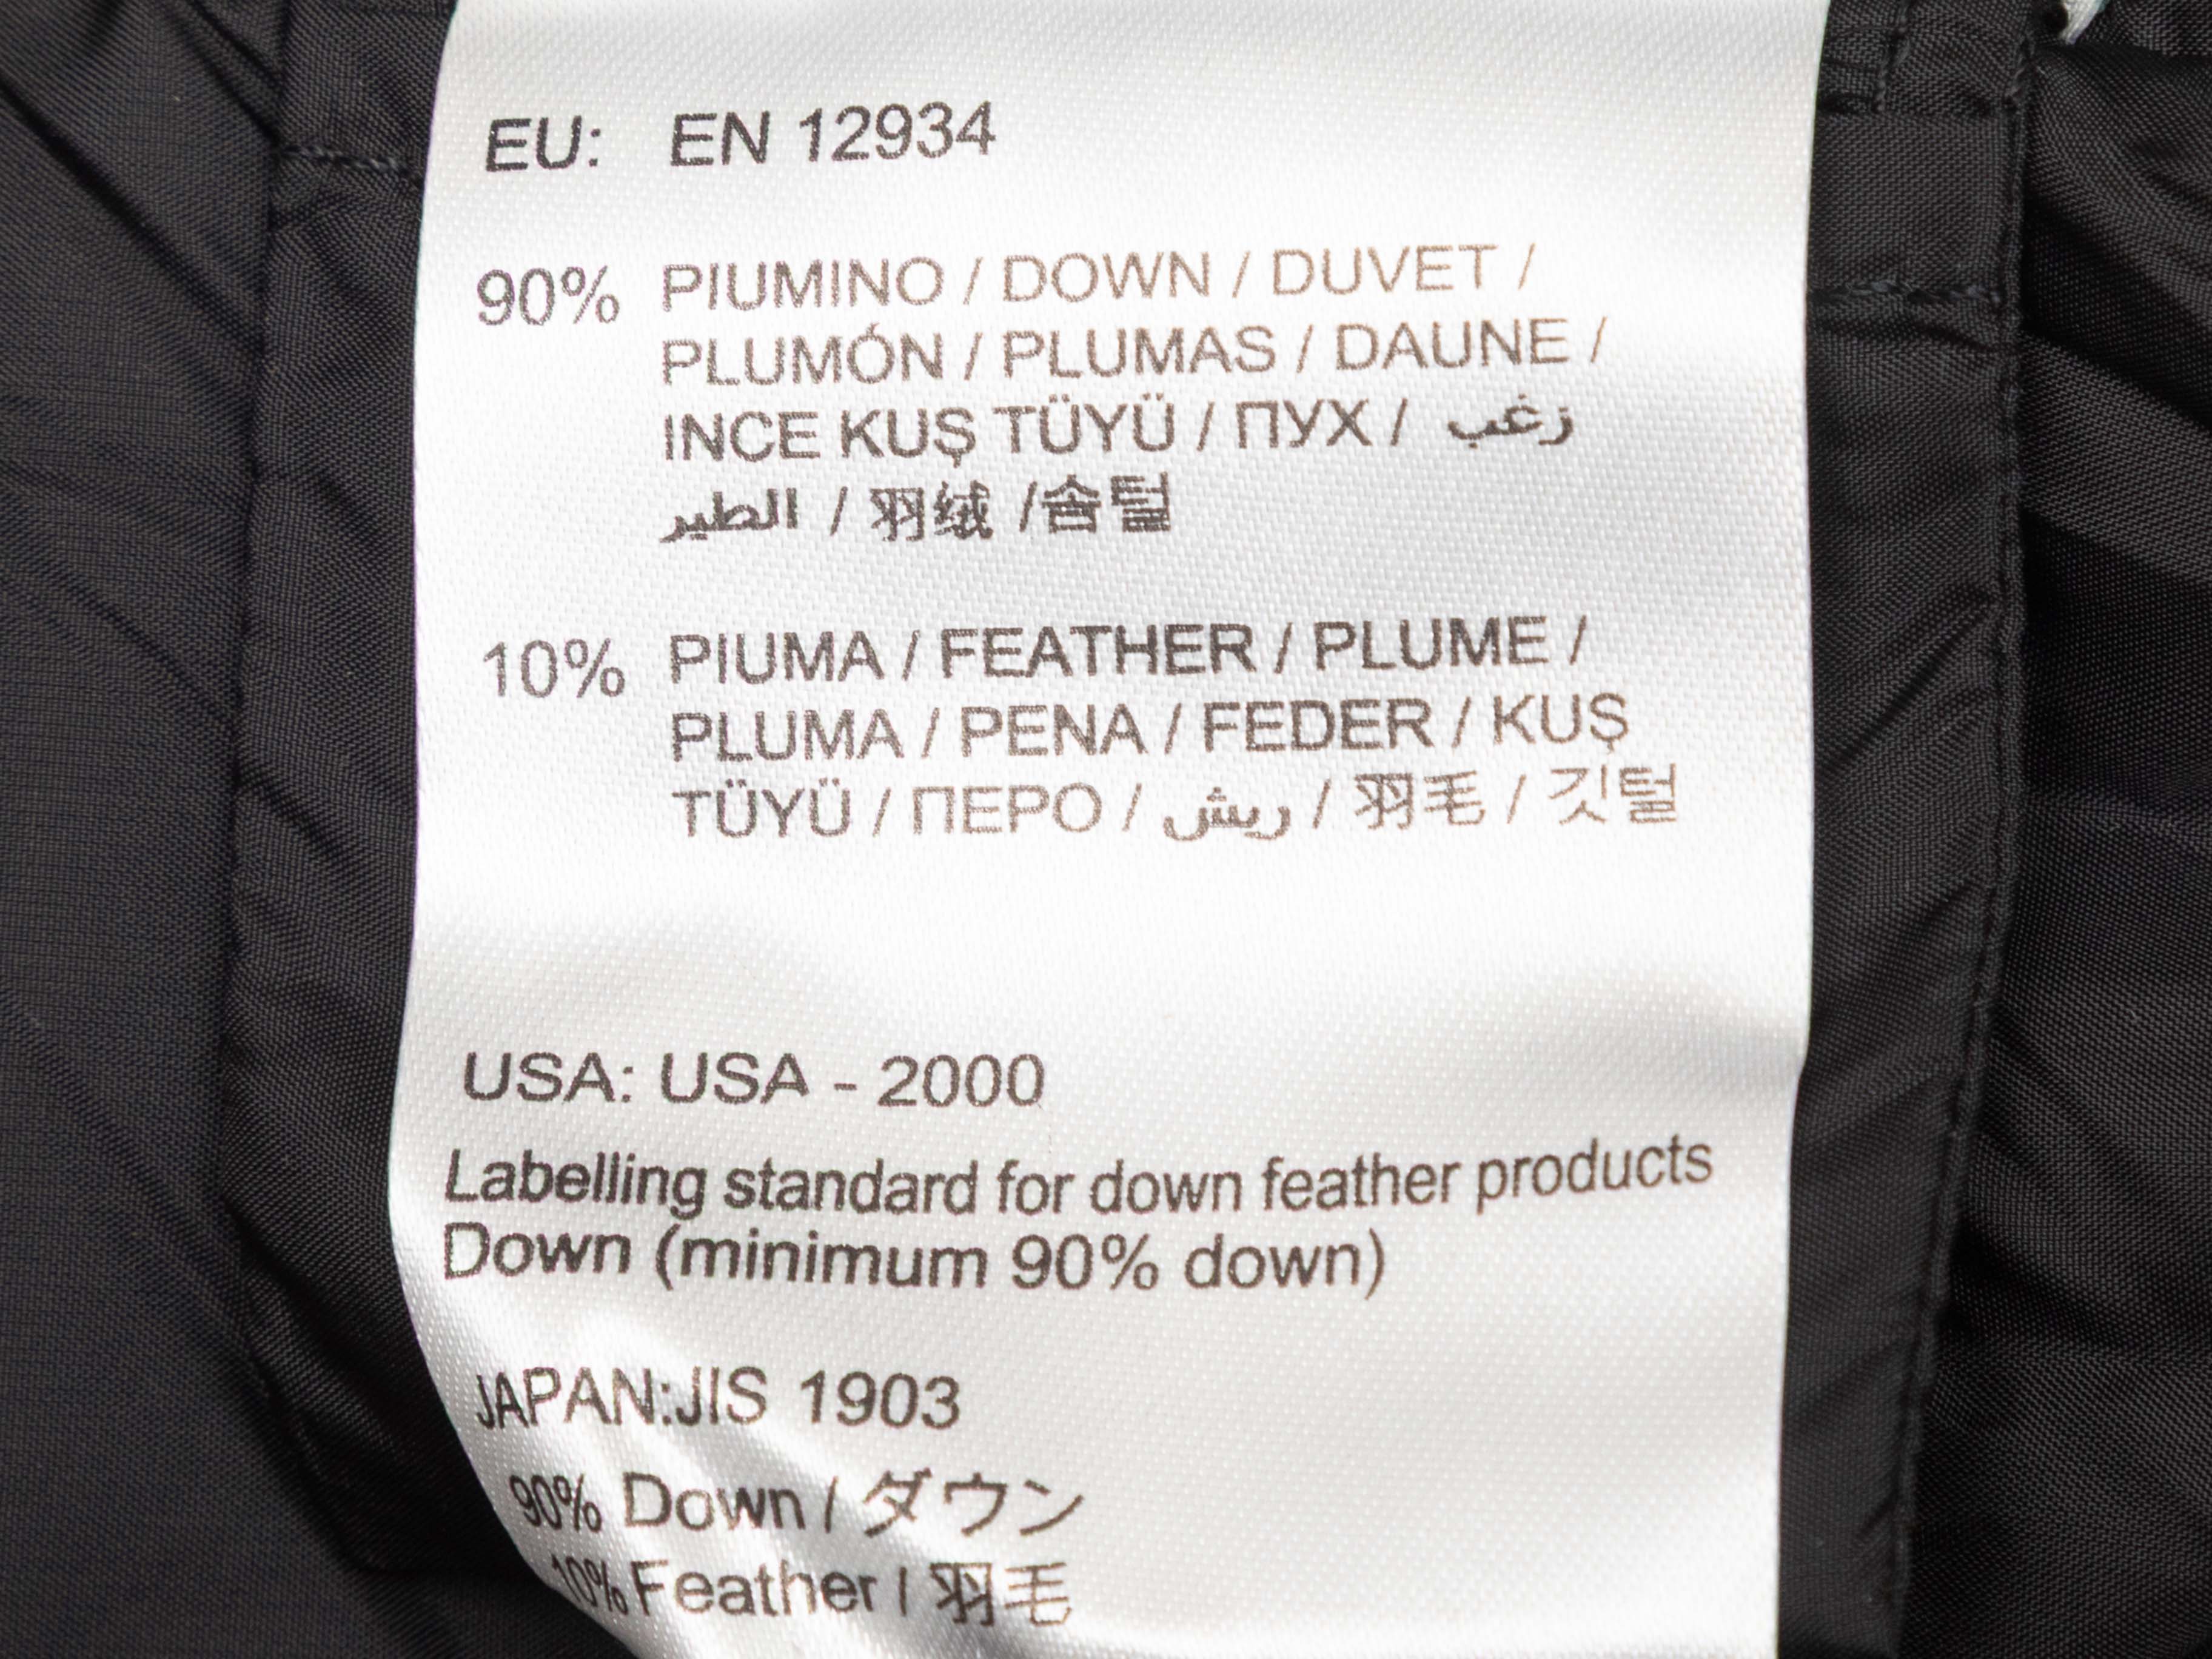 EU: EN 12934
90% PIUMINO / DOWN / DUVET /
PLUMÓN / PLUMAS / DAUNE /
INCE KUŞ TÜYÜ / ПУХ / زغب
الطير / 羽绒 /솜털
10% PIUMA / FEATHER / PLUME /
PLUMA / PENA / FEDER / KUŞ
TÜYÜ / ПЕРО / ريش / 羽毛 / 깃털
USA: USA - 2000
Labelling standard for down feather products
Down (minimum 90% down)
JAPAN:JIS 1903
90% Down / ダウン
10% Feather / 羽毛